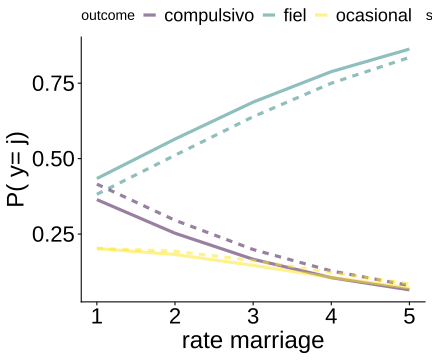 outcome compulsivo fiel ocasional s
P( y= j)
0.75
0.50
0.25
1 2 3 4 5
rate marriage